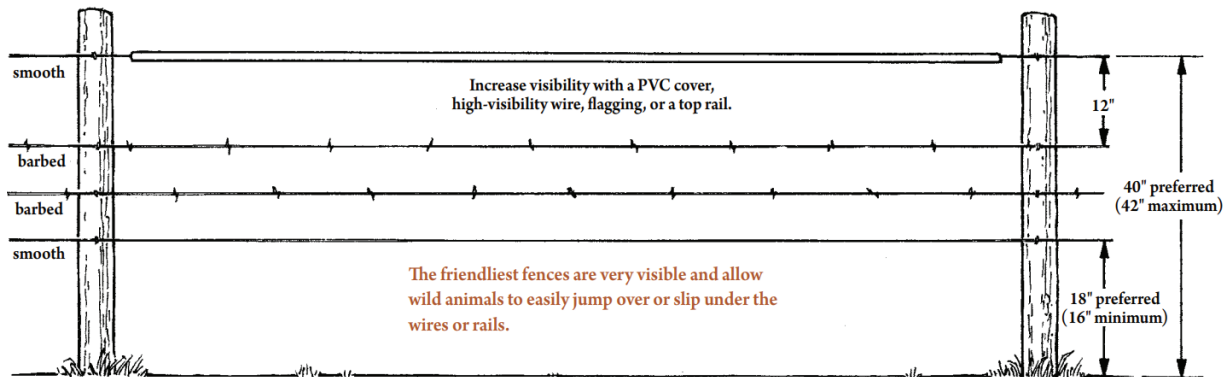 smooth
Increase visibility with a PVC cover,
high-visibility wire, flagging, or a top rail.
12"
barbed
barbed
40" preferred
(42" maximum)
smooth
The friendliest fences are very visible and allow
wild animals to easily jump over or slip under the
wires or rails.
18" preferred
(16" minimum)